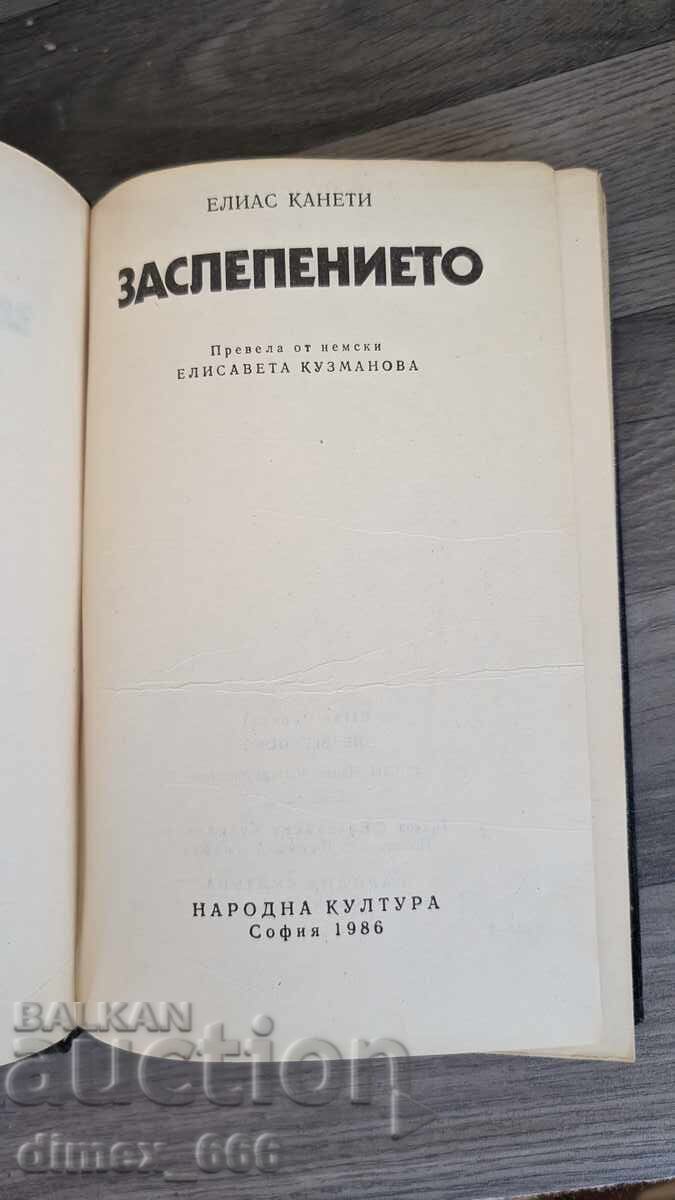 ЕЛИАС КАНЕТИ
ЗАСЛЕПЕНИЕТО
Превела от немски
ЕЛИСАВЕТА КУЗМАНОВА
НАРОДНА КУЛТУРА
София 1986
BALKAN
auction
dimex_666